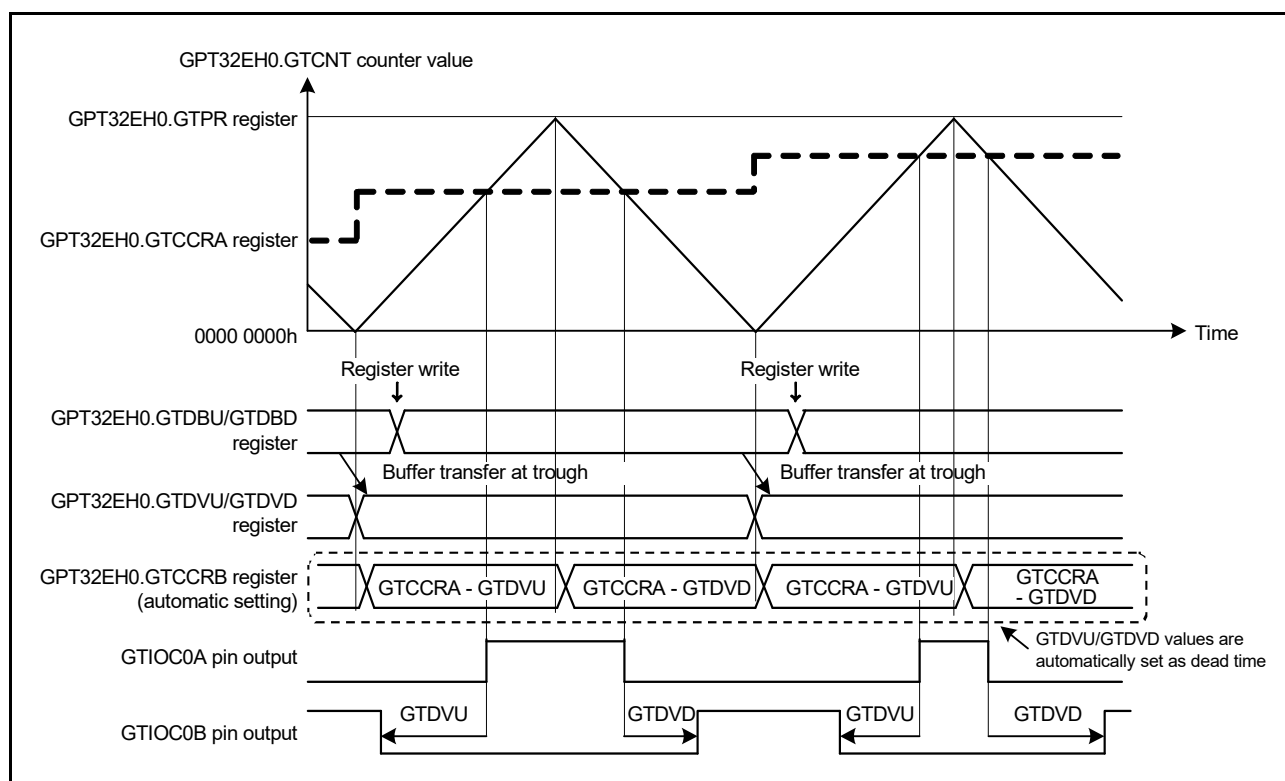 GPT32EH0.GTCNT counter value
GPT32EH0.GTPR register
GPT32EH0.GTCCRA register
0000 0000h
Time
Register write
Register write
GPT32EH0.GTDBU/GTDBD
register
Buffer transfer at trough
Buffer transfer at trough
GPT32EH0.GTDVU/GTDVD
register
GPT32EH0.GTCCRB register
(automatic setting)
GTCCRA - GTDVU
GTCCRA - GTDVD
GTCCRA - GTDVU
GTCCRA
- GTDVD
GTDVU/GTDVD values are
automatically set as dead time
GTIOC0A pin output
GTIOC0B pin output
GTDVU
GTDVD
GTDVU
GTDVD